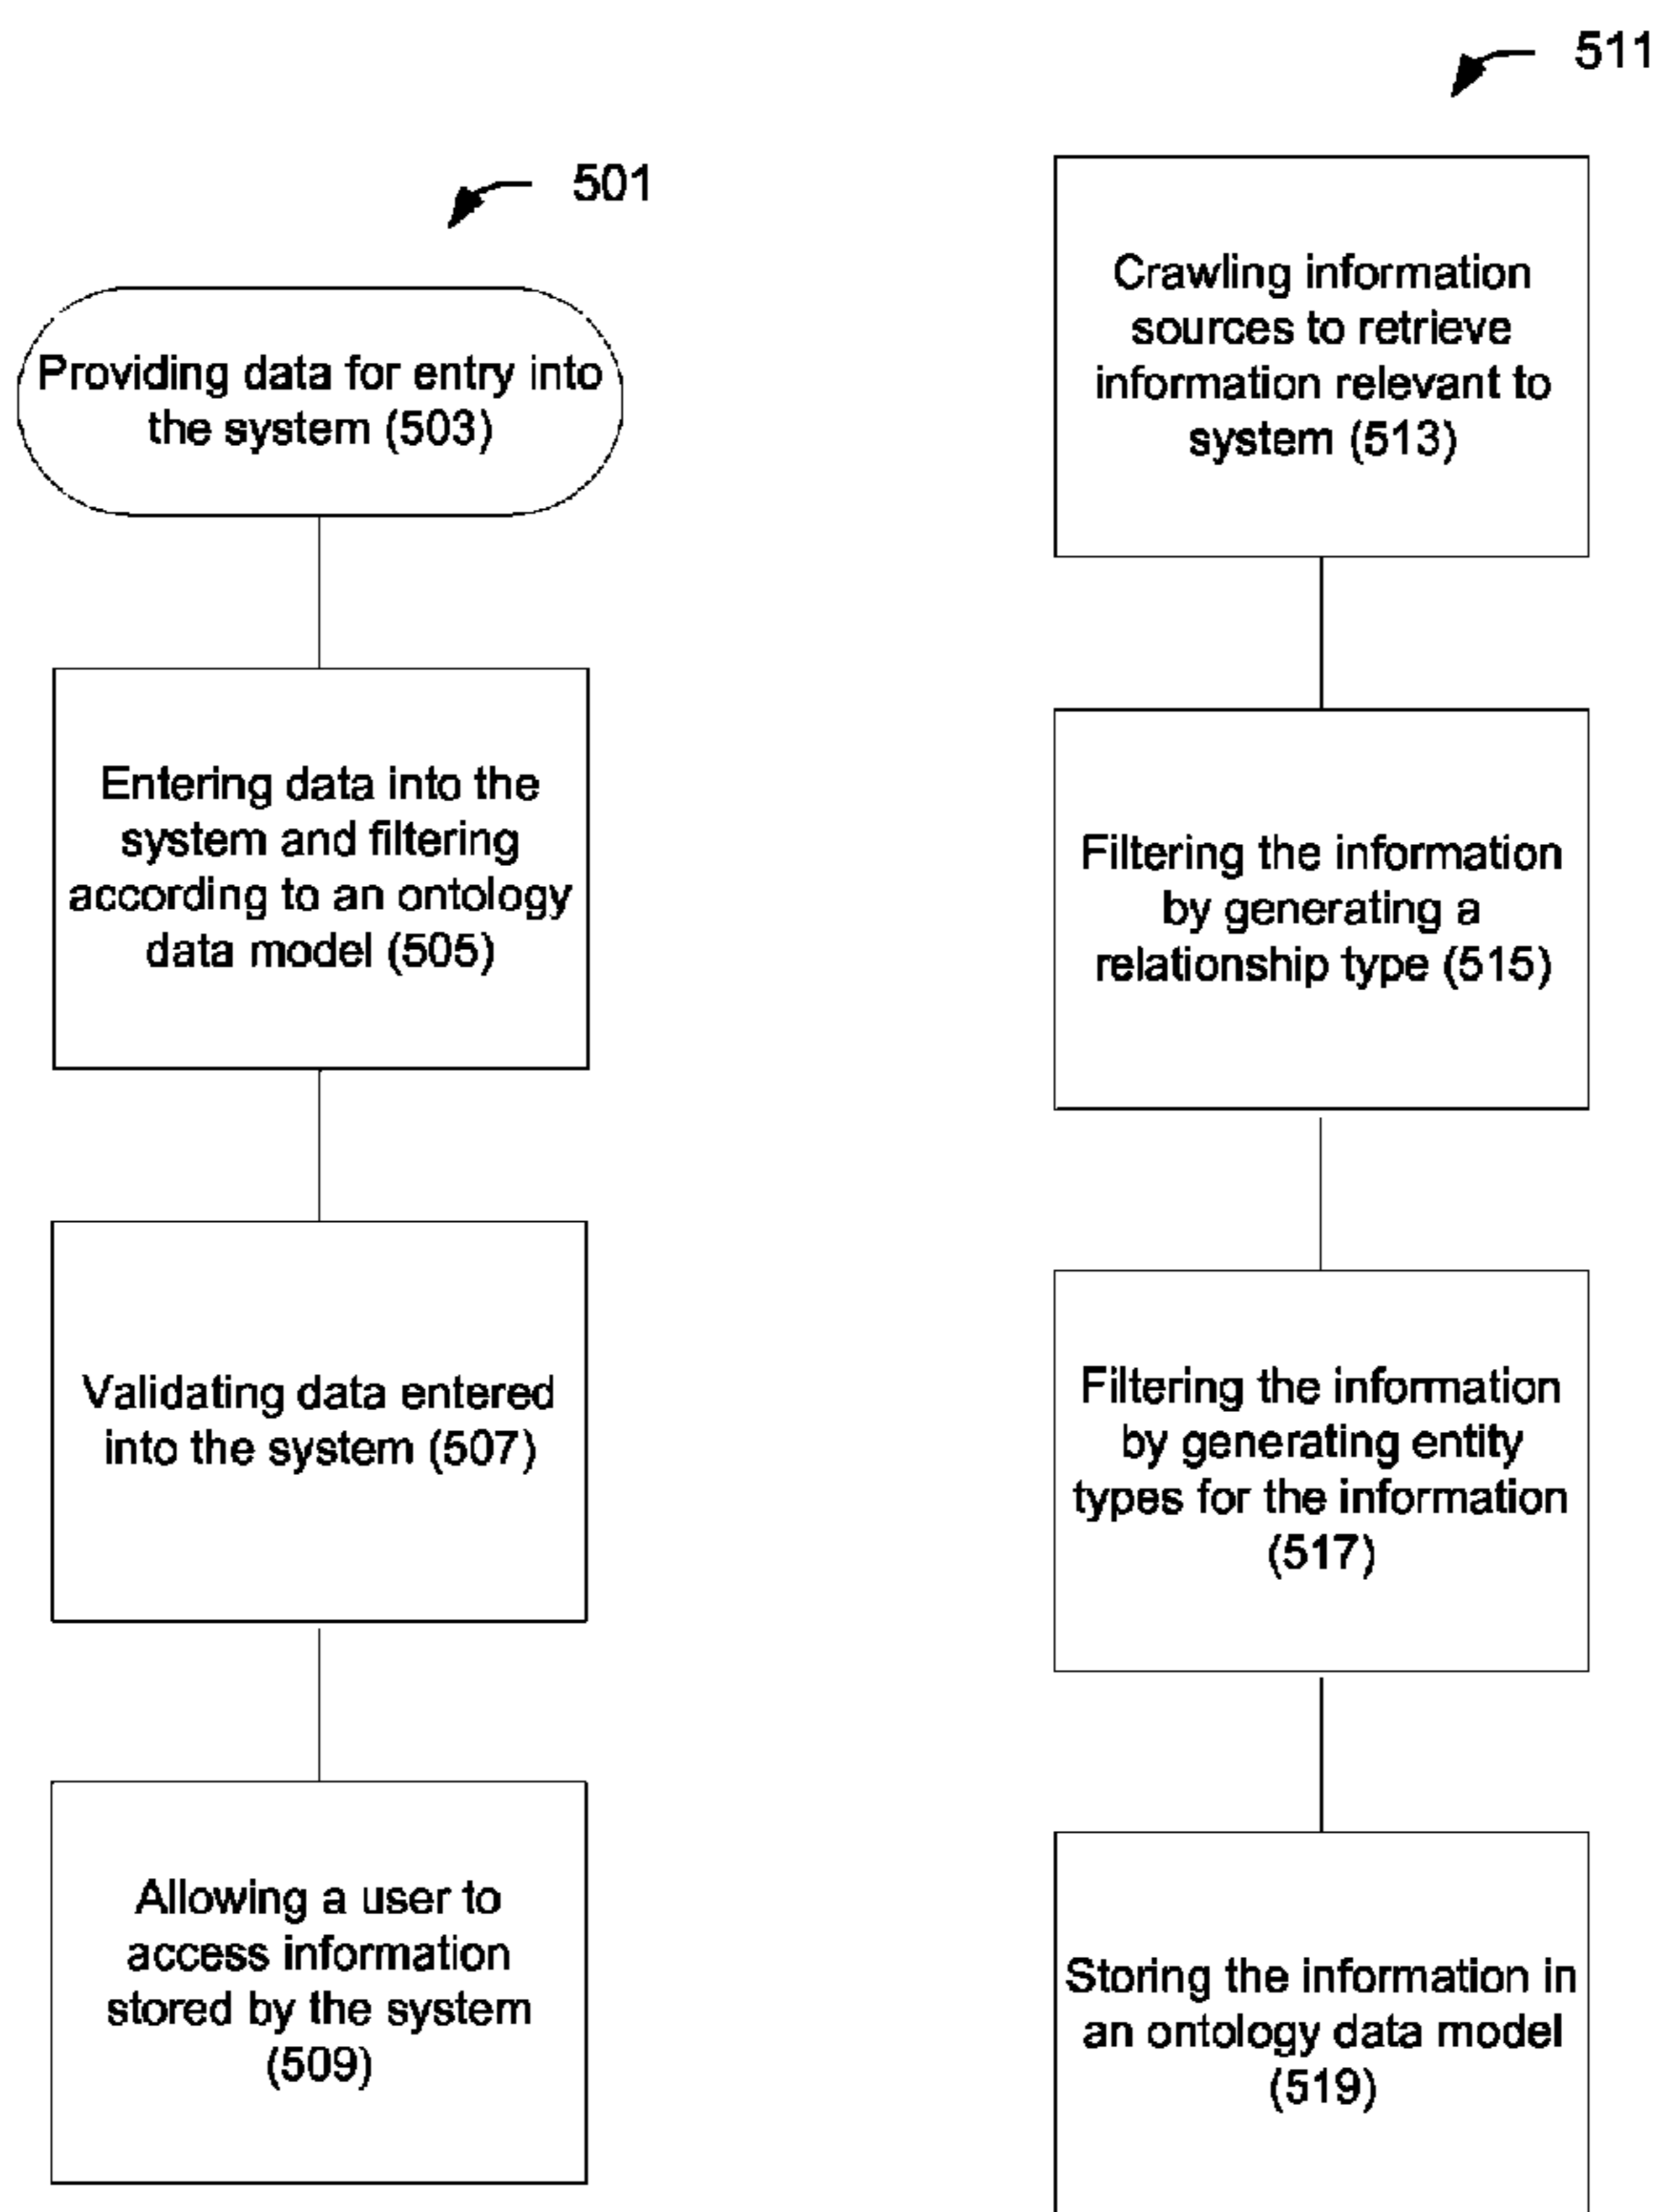 501
Providing data for entry into
the system (503)
Entering data into the
system and filtering
according to an ontology
data model (505)
Validating data entered
into the system (507)
Allowing a user to
access information
stored by the system
(509)
511
Crawling information
sources to retrieve
information relevant to
system (513)
Filtering the information
by generating a
relationship type (515)
Filtering the information
by generating entity
types for the information
(517)
Storing the information in
an ontology data model
(519)